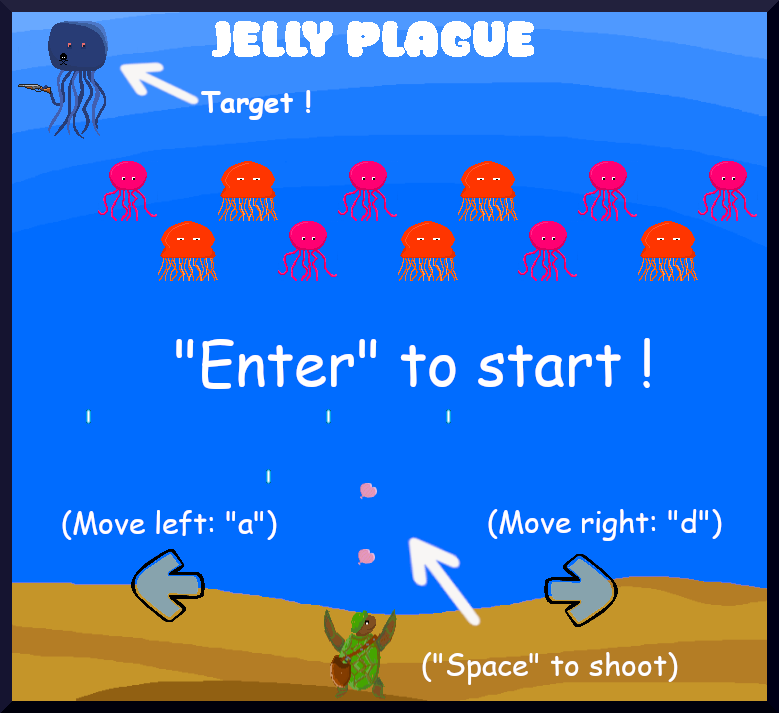 JELLY PLAGUE
Target !
"Enter" to start !
(Move left: "a")
(Move right: "d")
("Space" to shoot)